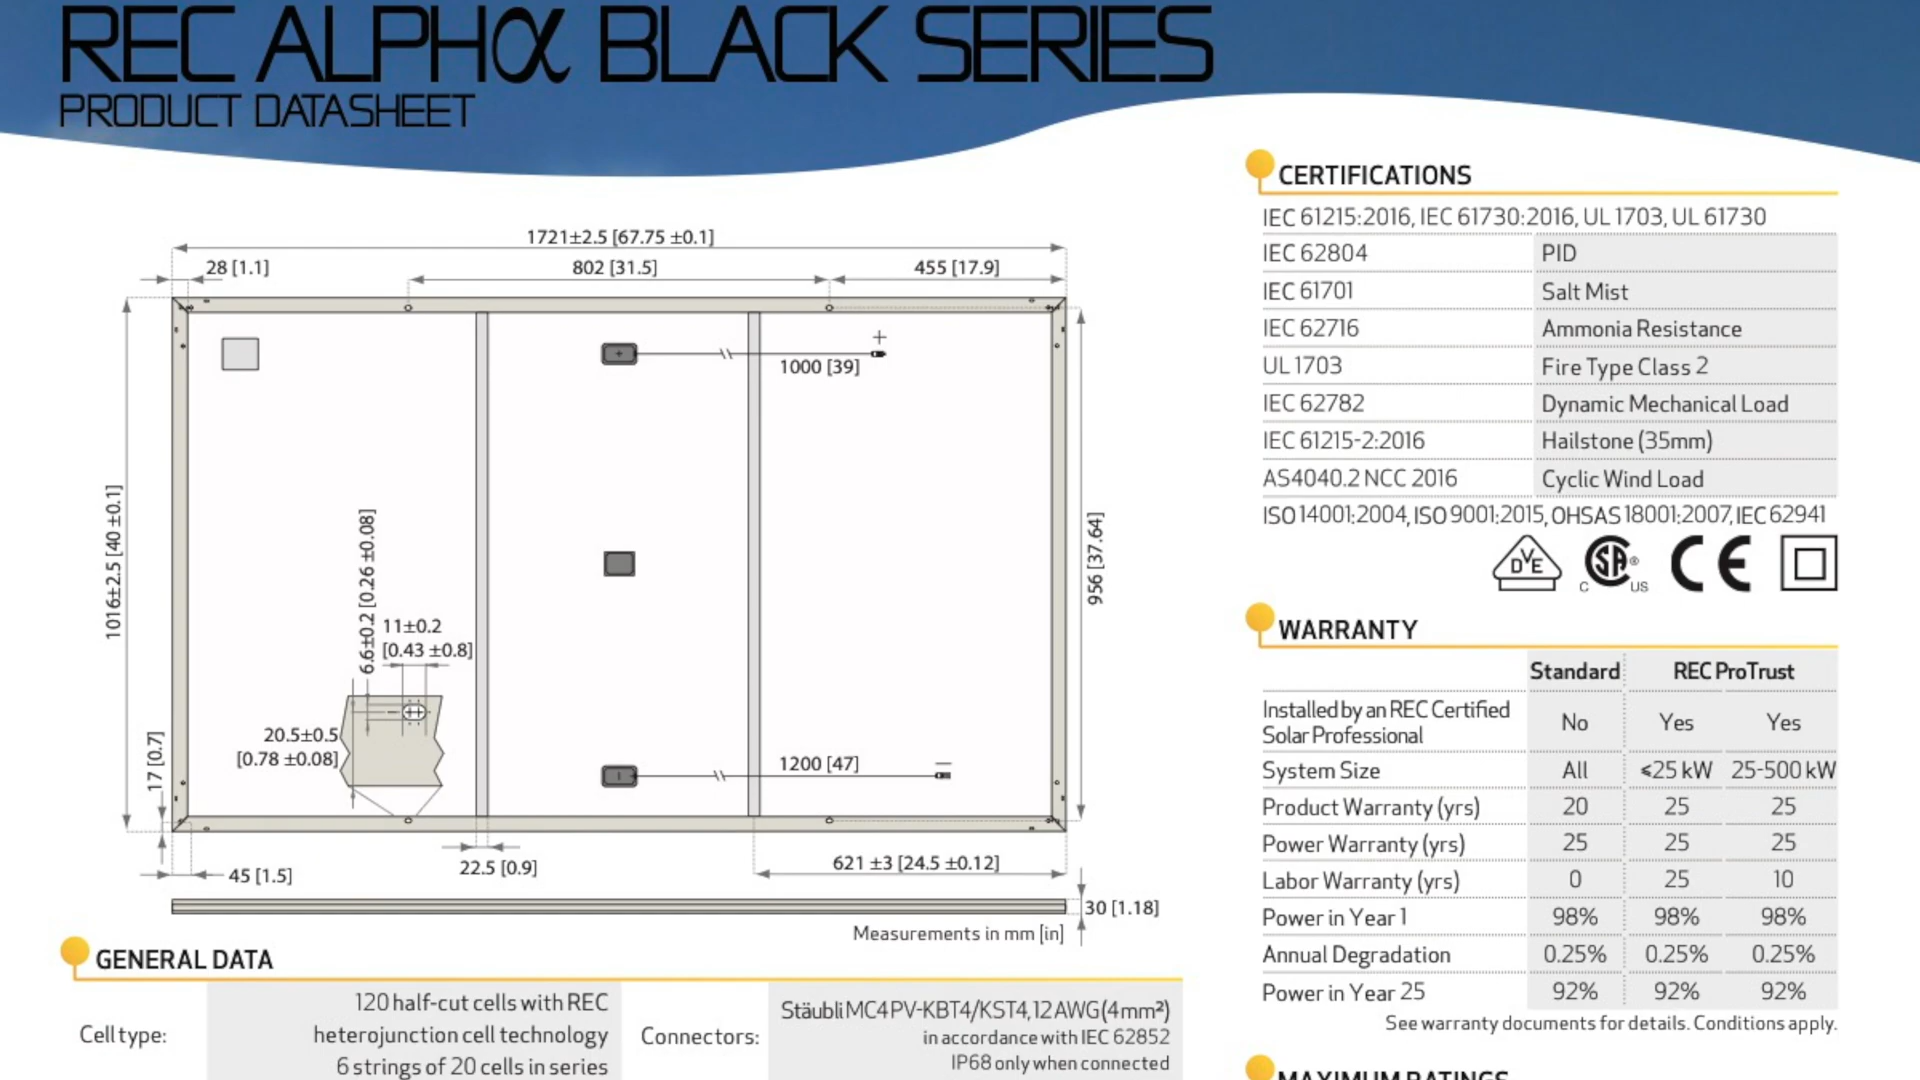 REC ALPHα BLACK SERIES
PRODUCT DATASHEET
1721±2.5 [67.75 ±0.1]
28 [1.1]
802 [31.5]
455 [17.9]
+
1000 [39]
1016±2.5 [40 ±0.1]
956 [37.64]
6.6±0.2 [0.26 ±0.08]
11±0.2
[0.43 ±0.8]
20.5±0.5
[0.78 ±0.08]
17 [0.7]
1200 [47]
45 [1.5]
22.5 [0.9]
621 ±3 [24.5 ±0.12]
30 [1.18]
Measurements in mm [in]
GENERAL DATA
Cell type:
120 half-cut cells with REC
heterojunction cell technology
6 strings of 20 cells in series
Connectors:
Stäubli MC4 PV-KBT4/KST4, 12 AWG (4 mm²)
in accordance with IEC 62852
IP68 only when connected
CERTIFICATIONS
IEC 61215:2016, IEC 61730:2016, UL 1703, UL 61730
IEC 62804 PID
IEC 61701 Salt Mist
IEC 62716 Ammonia Resistance
UL 1703 Fire Type Class 2
IEC 62782 Dynamic Mechanical Load
IEC 61215-2:2016 Hailstone (35mm)
AS4040.2 NCC 2016 Cyclic Wind Load
ISO 14001:2004, ISO 9001:2015, OHSAS 18001:2007, IEC 62941
DVE
C SA ® US
CE
WARRANTY
Standard REC ProTrust
Installed by an REC Certified
Solar Professional No Yes Yes
System Size All ≤25 kW 25-500 kW
Product Warranty (yrs) 20 25 25
Power Warranty (yrs) 25 25 25
Labor Warranty (yrs) 0 25 10
Power in Year 1 98% 98% 98%
Annual Degradation 0.25% 0.25% 0.25%
Power in Year 25 92% 92% 92%
See warranty documents for details. Conditions apply.
MAXIMUM RATINGS